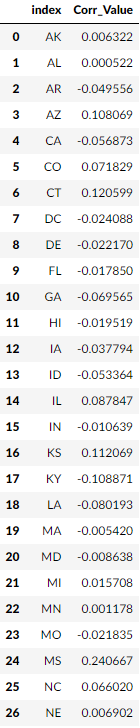 index Corr_Value
0 AK 0.006322
1 AL 0.000522
2 AR -0.049556
3 AZ 0.108069
4 CA -0.056873
5 CO 0.071829
6 CT 0.120599
7 DC -0.024088
8 DE -0.022170
9 FL -0.017850
10 GA -0.069565
11 HI -0.019519
12 IA -0.037794
13 ID -0.053364
14 IL 0.087847
15 IN -0.010639
16 KS 0.112069
17 KY -0.108871
18 LA -0.080193
19 MA -0.005420
20 MD -0.008638
21 MI 0.015708
22 MN 0.001178
23 MO -0.021835
24 MS 0.240667
25 NC 0.066020
26 NE 0.006902